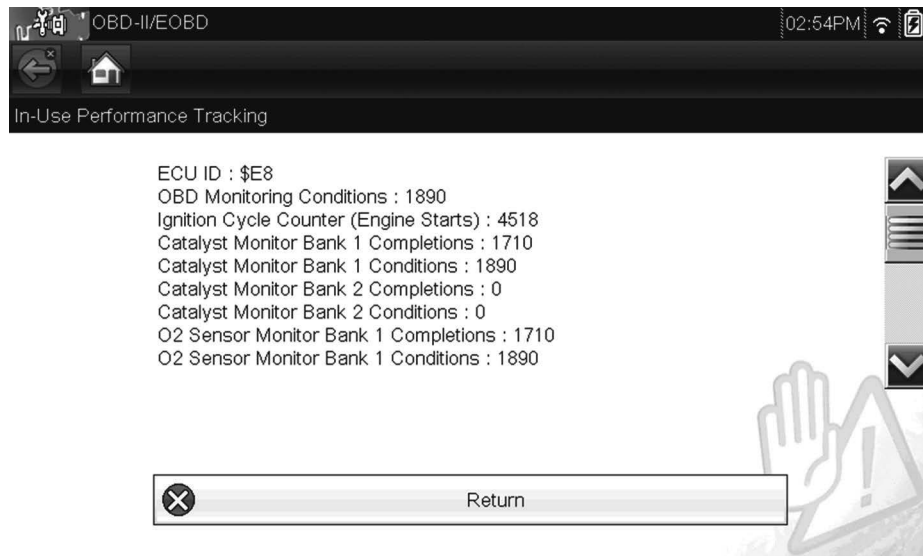 OBD-II/EOBD
02:54PM
In-Use Performance Tracking
ECU ID : $E8
OBD Monitoring Conditions : 1890
Ignition Cycle Counter (Engine Starts) : 4518
Catalyst Monitor Bank 1 Completions : 1710
Catalyst Monitor Bank 1 Conditions : 1890
Catalyst Monitor Bank 2 Completions : 0
Catalyst Monitor Bank 2 Conditions : 0
O2 Sensor Monitor Bank 1 Completions : 1710
O2 Sensor Monitor Bank 1 Conditions : 1890
Return